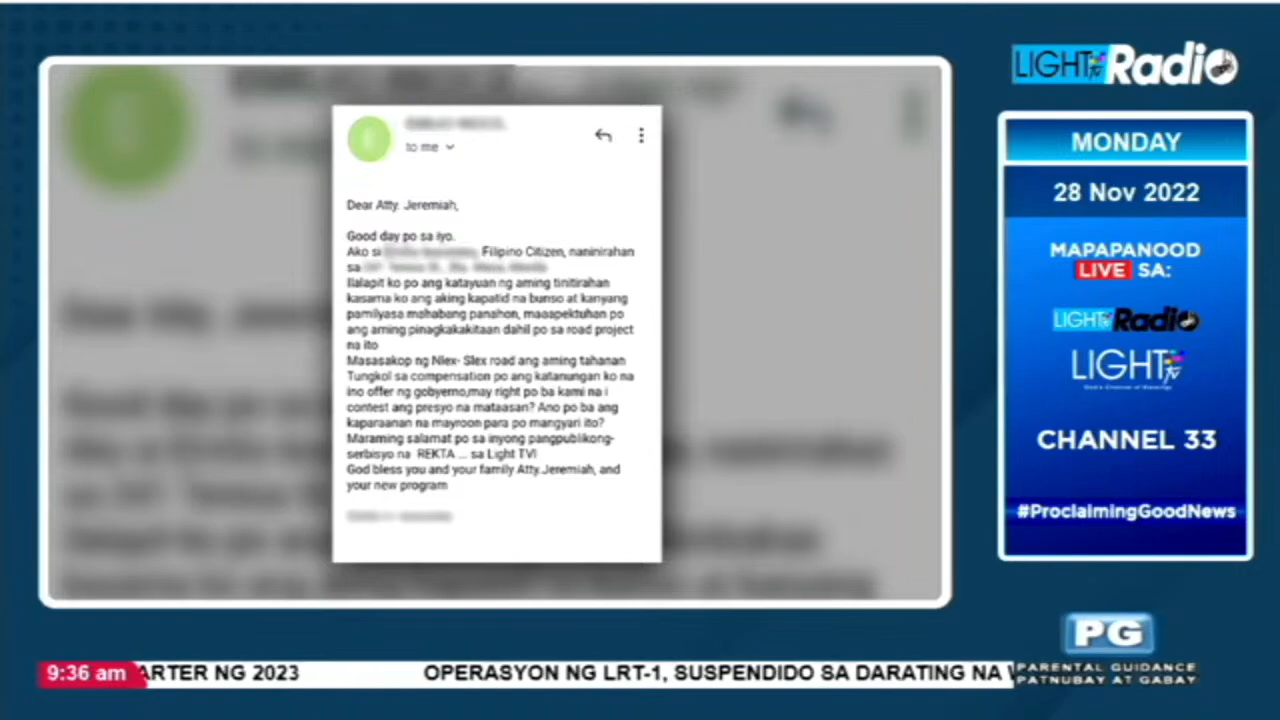 LIGHT tv Radio
to me
Dear Atty. Jeremiah,
Good day po sa iyo.
Ako si Filipino Citizen, naninirahan
sa
Ilalapit ko po ang katayuan ng aming tinitirahan
kasama ko ang aking kapatid na bunso at kanyang
pamilyasa mahabang panahon, maaapektuhan po
ang aming pinagkakakitaan dahil po sa road project
na ito
Masasakop ng Nlex- Slex road ang aming tahanan
Tungkol sa compensation po ang katanungan ko na
ino offer ng gobyerno,may right po ba kami na i
contest ang presyo na mataasan? Ano po ba ang
kaparaanan na mayroon para po mangyari ito?
Maraming salamat po sa inyong pangpublikong-
serbisyo na REKTA ... sa Light TV!
God bless you and your family Atty.Jeremiah, and
your new program
MONDAY
28 Nov 2022
MAPAPANOOD
LIVE SA:
LIGHT tv Radio
LIGHT tv
God's Channel of Blessings
CHANNEL 33
#ProclaimingGoodNews
PG
PARENTAL GUIDANCE
PATNUBAY AT GABAY
9:36 am
ARTER NG 2023 OPERASYON NG LRT-1, SUSPENDIDO SA DARATING NA